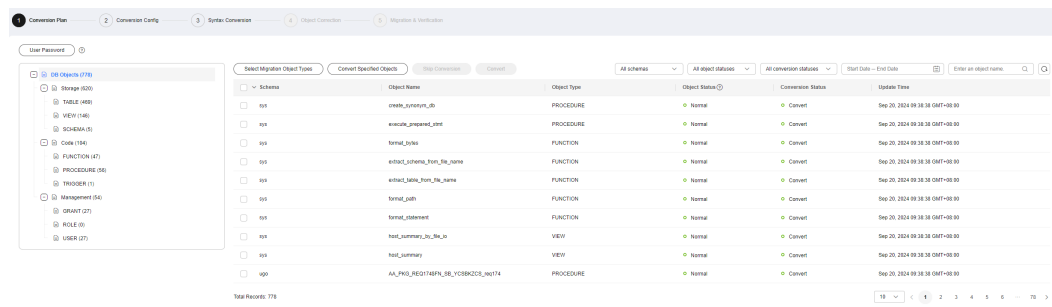 1 Conversion Plan 2 Conversion Config 3 Syntax Conversion 4 Object Correction 5 Migration & Verification
User Password
DB Objects (778)
Storage (620)
TABLE (469)
VIEW (146)
SCHEMA (5)
Code (104)
FUNCTION (47)
PROCEDURE (56)
TRIGGER (1)
Management (54)
GRANT (27)
ROLE (0)
USER (27)
Select Migration Object Types Convert Specified Objects Stop Conversion Convert All schemas All object statuses All conversion statuses Start Date – End Date Enter an object name.
Schema Object Name Object Type Object Status Conversion Status Update Time
sys create_synonym_db PROCEDURE Normal Convert Sep 20, 2024 09:38:38 GMT+08:00
sys execute_prepared_stmt PROCEDURE Normal Convert Sep 20, 2024 09:38:38 GMT+08:00
sys format_bytes FUNCTION Normal Convert Sep 20, 2024 09:38:38 GMT+08:00
sys extract_schema_from_file_name FUNCTION Normal Convert Sep 20, 2024 09:38:38 GMT+08:00
sys extract_table_from_file_name FUNCTION Normal Convert Sep 20, 2024 09:38:38 GMT+08:00
sys format_path FUNCTION Normal Convert Sep 20, 2024 09:38:38 GMT+08:00
sys format_statement FUNCTION Normal Convert Sep 20, 2024 09:38:38 GMT+08:00
sys host_summary_by_file_io VIEW Normal Convert Sep 20, 2024 09:38:38 GMT+08:00
sys host_summary VIEW Normal Convert Sep 20, 2024 09:38:38 GMT+08:00
ugo AA_PKG_REQ1748FN_SB_YCSBKZCS_req174 PROCEDURE Normal Convert Sep 20, 2024 09:38:38 GMT+08:00
Total Records: 778 10 < 1 2 3 4 5 6 ··· 78 >